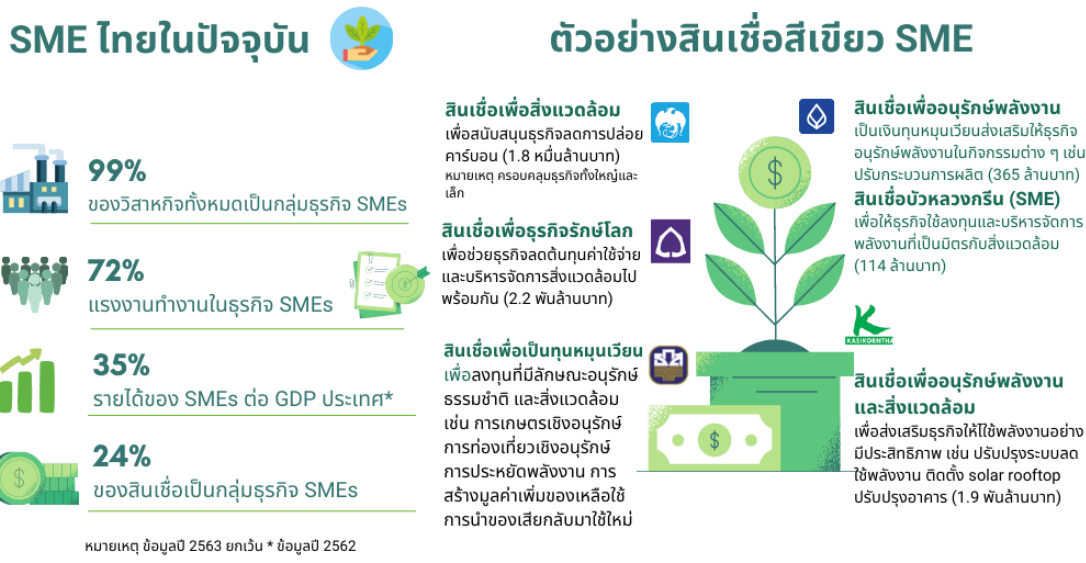 SME ไทยในปัจจุบัน
99%
ของวิสาหกิจทั้งหมดเป็นกลุ่มธุรกิจ SMEs
72%
แรงงานทำงานในธุรกิจ SMEs
35%
รายได้ของ SMEs ต่อ GDP ประเทศ*
24%
ของสินเชื่อเป็นกลุ่มธุรกิจ SMEs
หมายเหตุ ข้อมูลปี 2563 ยกเว้น * ข้อมูลปี 2562
ตัวอย่างสินเชื่อสีเขียว SME
สินเชื่อเพื่อสิ่งแวดล้อม
เพื่อสนับสนุนธุรกิจลดการปล่อย
คาร์บอน (1.8 หมื่นล้านบาท)
หมายเหตุ ครอบคลุมธุรกิจทั้งใหญ่และ
เล็ก
สินเชื่อเพื่อธุรกิจรักษ์โลก
เพื่อช่วยธุรกิจลดต้นทุนค่าใช้จ่าย
และบริหารจัดการสิ่งแวดล้อมไป
พร้อมกัน (2.2 พันล้านบาท)
สินเชื่อเพื่อเป็นทุนหมุนเวียน
เพื่อลงทุนที่มีลักษณะอนุรักษ์
ธรรมชาติ และสิ่งแวดล้อม
เช่น การเกษตรเชิงอนุรักษ์
การท่องเที่ยวเชิงอนุรักษ์
การประหยัดพลังงาน การ
สร้างมูลค่าเพิ่มของเหลือใช้
การนำของเสียกลับมาใช้ใหม่
$
$
$
สินเชื่อเพื่ออนุรักษ์พลังงาน
เป็นเงินทุนหมุนเวียนส่งเสริมให้ธุรกิจ
อนุรักษ์พลังงานในกิจกรรมต่าง ๆ เช่น
ปรับกระบวนการผลิต (365 ล้านบาท)
สินเชื่อบัวหลวงกรีน (SME)
เพื่อให้ธุรกิจใช้ลงทุนและบริหารจัดการ
พลังงานที่เป็นมิตรกับสิ่งแวดล้อม
(114 ล้านบาท)
KASIKORNTHA
สินเชื่อเพื่ออนุรักษ์พลังงาน
และสิ่งแวดล้อม
เพื่อส่งเสริมธุรกิจให้ไใช้พลังงานอย่าง
มีประสิทธิภาพ เช่น ปรับปรุงระบบลด
ใช้พลังงาน ติดตั้ง solar rooftop
ปรับปรุงอาคาร (1.9 พันล้านบาท)